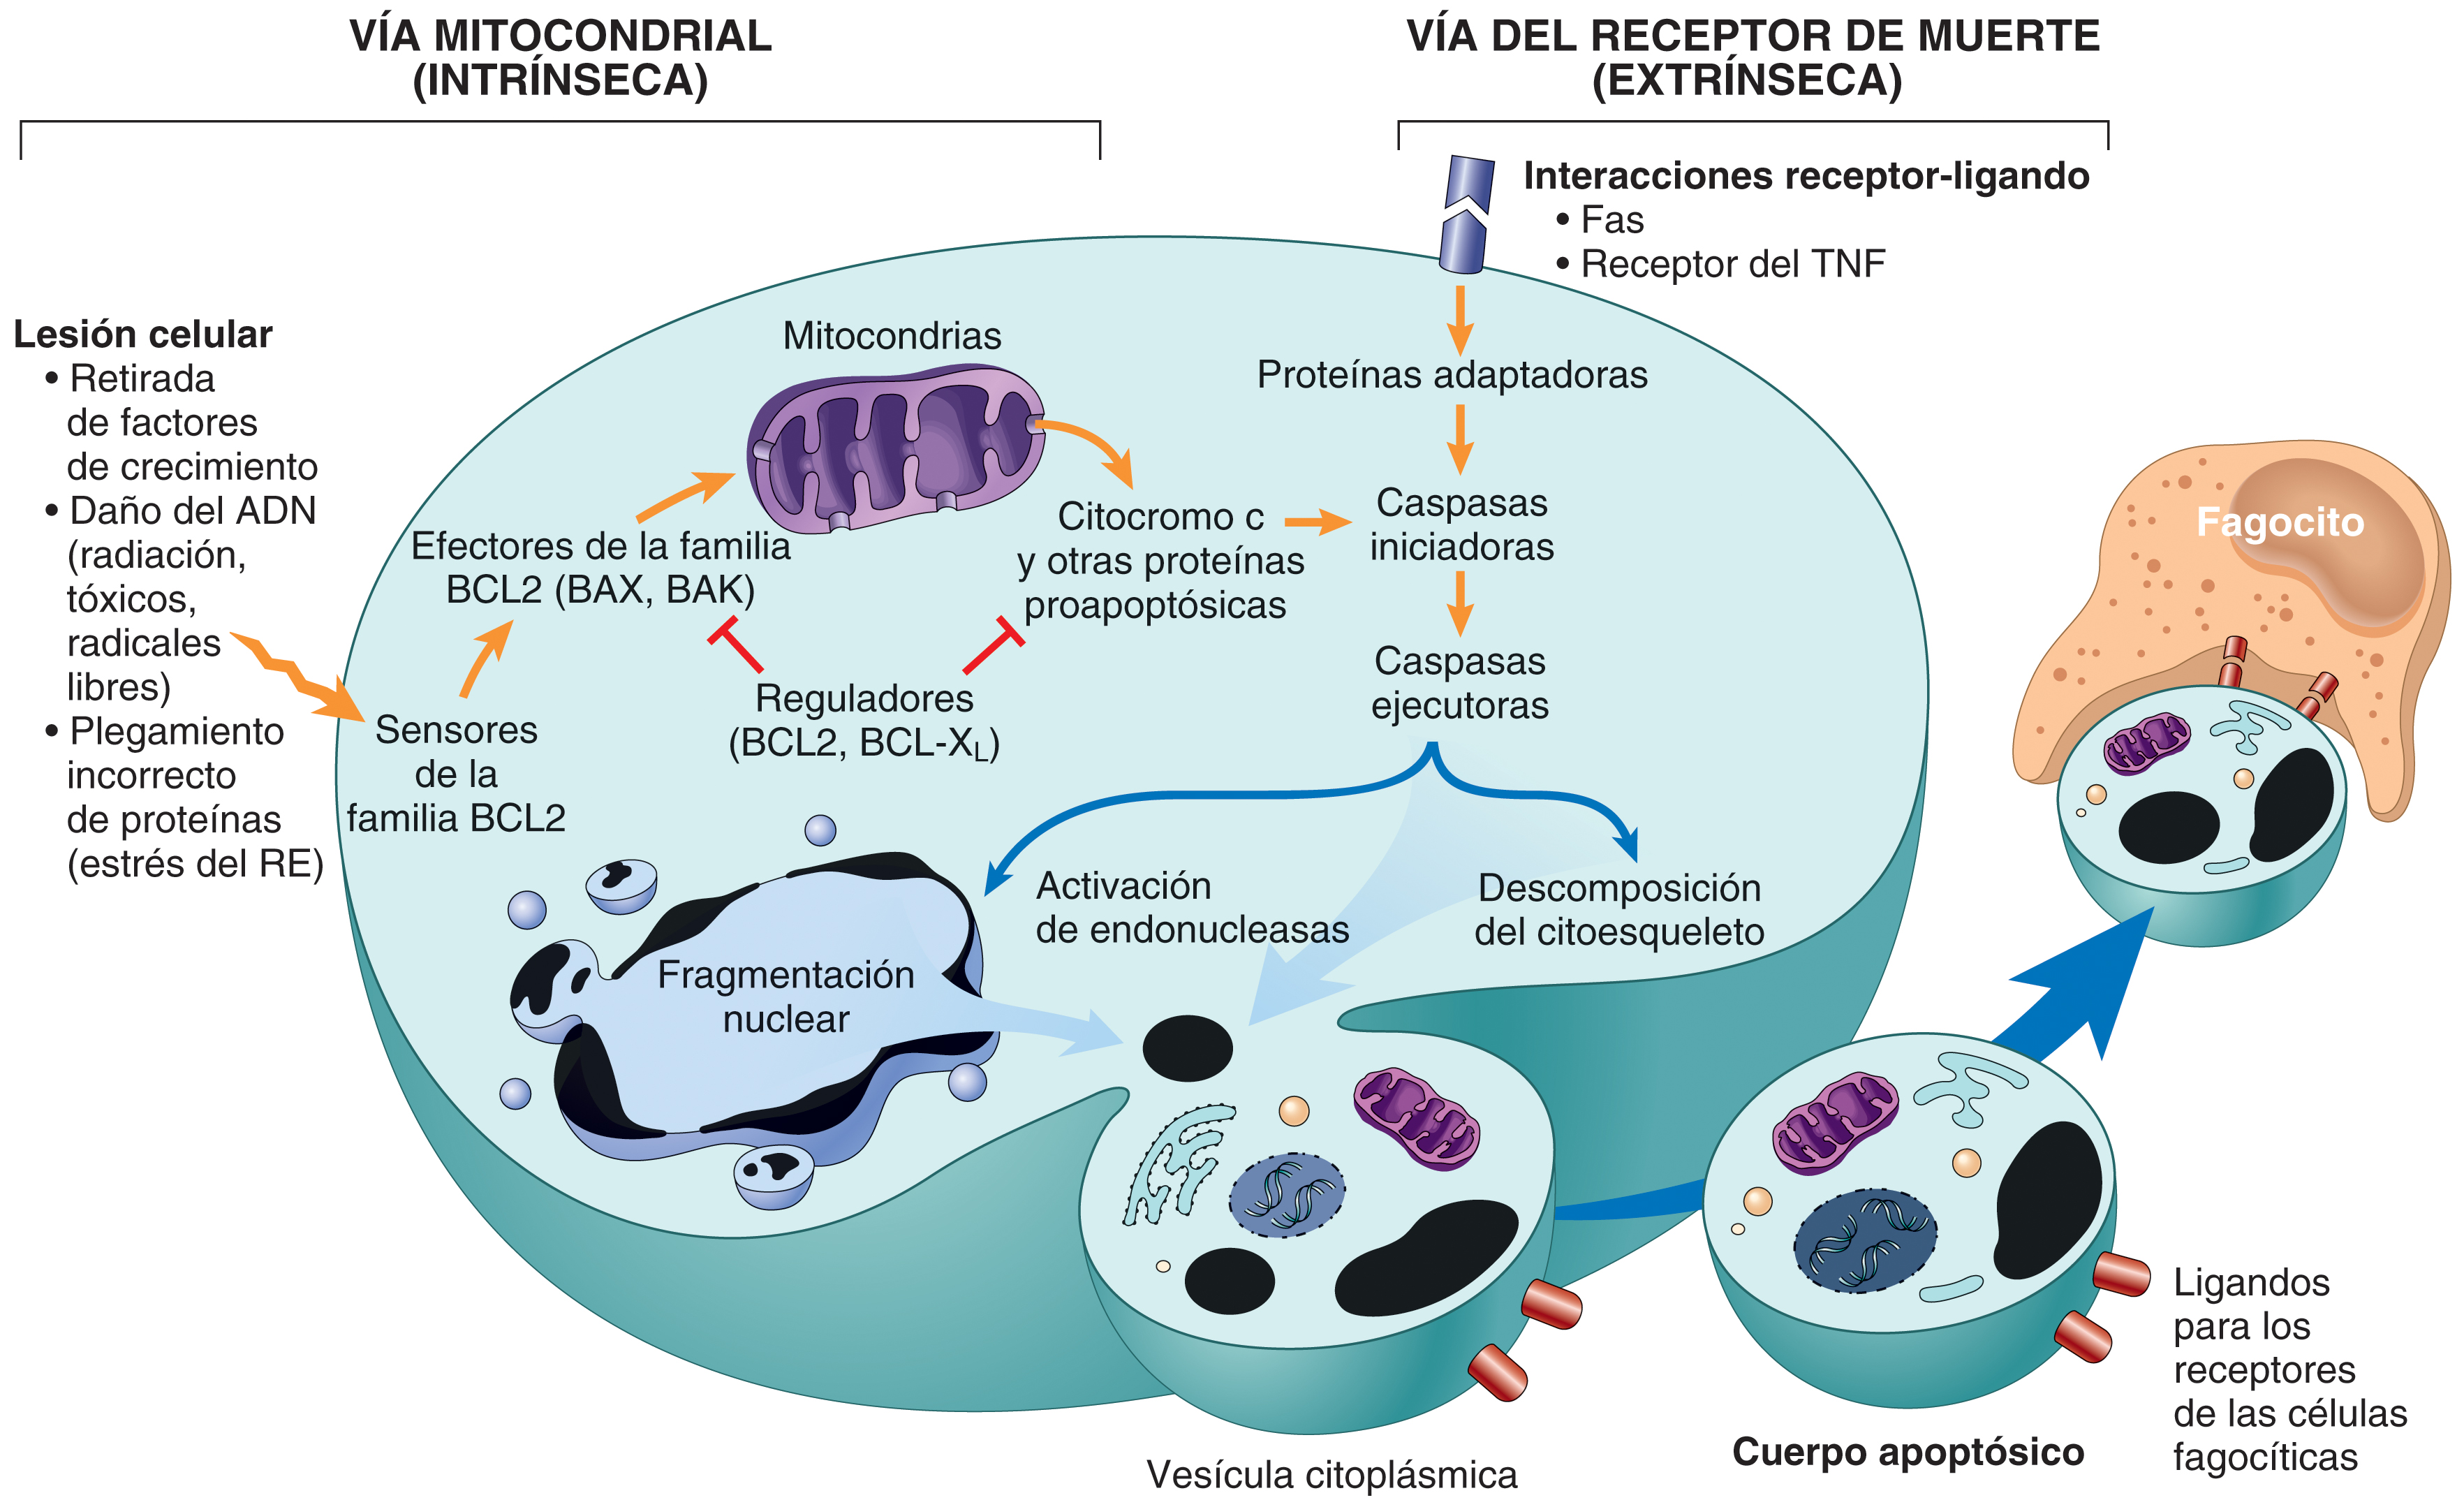 VÍA MITOCONDRIAL
(INTRÍNSECA)
VÍA DEL RECEPTOR DE MUERTE
(EXTRÍNSECA)
Interacciones receptor-ligando
• Fas
• Receptor del TNF
Lesión celular
• Retirada
de factores
de crecimiento
• Daño del ADN
(radiación,
tóxicos,
radicales
libres)
• Plegamiento
incorrecto
de proteínas
(estrés del RE)
Mitocondrias
Proteínas adaptadoras
Efectores de la familia
BCL2 (BAX, BAK)
Citocromo c
y otras proteínas
proapoptósicas
Caspasas
iniciadoras
Sensores
de la
familia BCL2
Reguladores
(BCL2, BCL-X<sub>L</sub>)
Caspasas
ejecutoras
Fagocito
Activación
de endonucleasas
Descomposición
del citoesqueleto
Fragmentación
nuclear
Vesícula citoplásmica
Cuerpo apoptósico
Ligandos
para los
receptores
de las células
fagocíticas